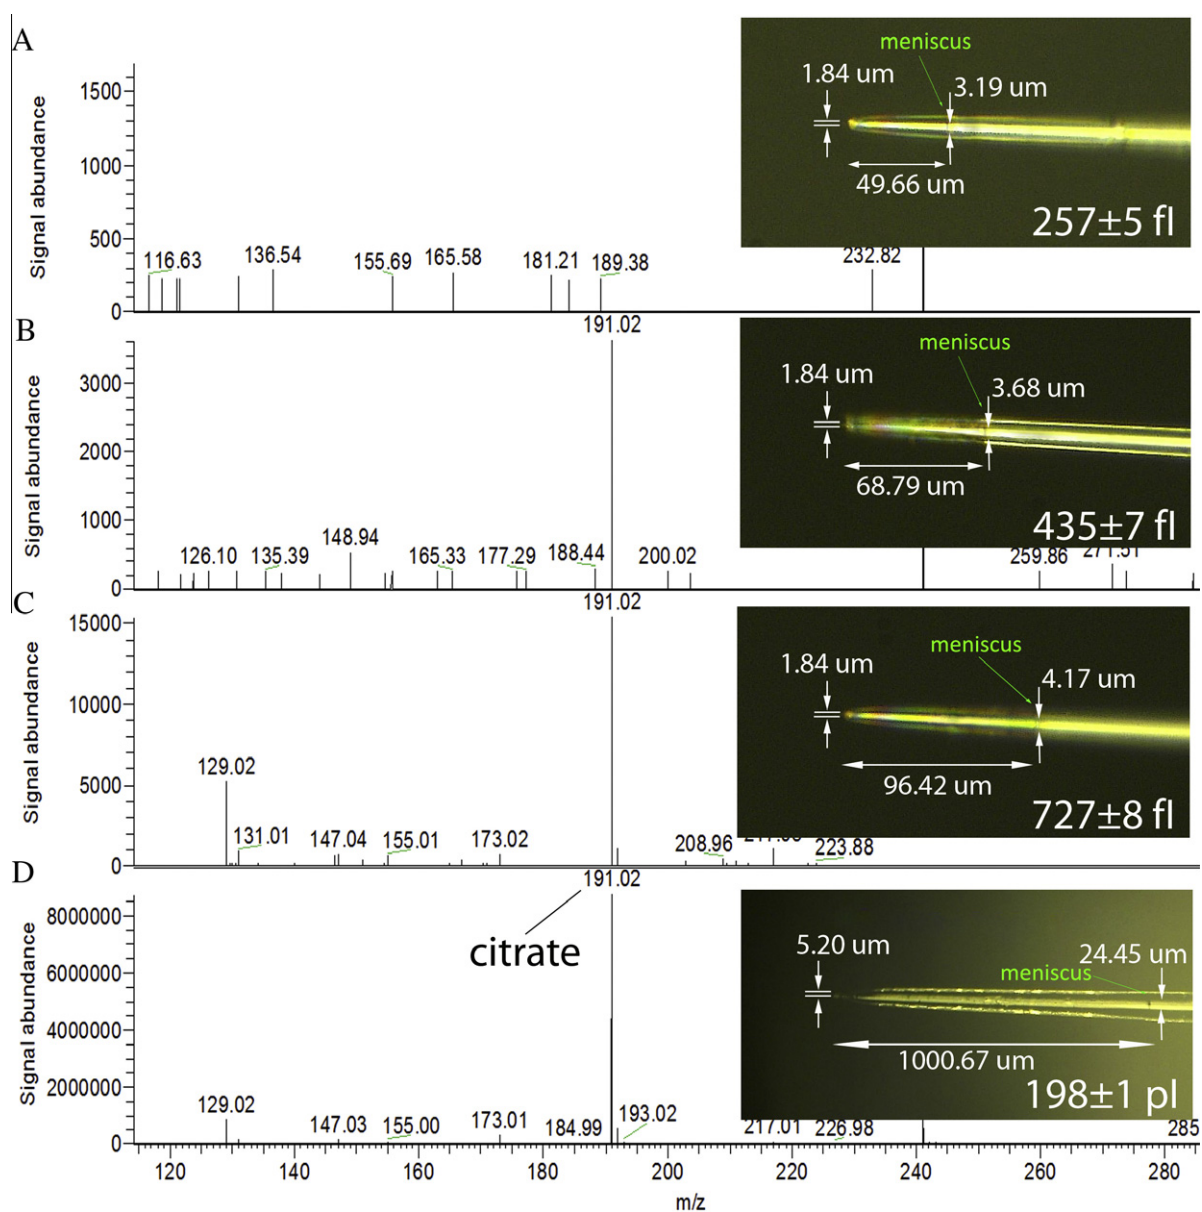 A
Signal abundance
1500
1000
500
0
116.63
136.54
155.69
165.58
181.21
189.38
232.82
meniscus
1.84 um
3.19 um
49.66 um
257±5 fl
B
Signal abundance
3000
2000
1000
0
191.02
126.10
135.39
148.94
165.33
177.29
188.44
200.02
259.86
271.51
meniscus
1.84 um
3.68 um
68.79 um
435±7 fl
C
Signal abundance
15000
10000
5000
0
191.02
129.02
131.01
147.04
155.01
173.02
208.96
223.88
meniscus
1.84 um
4.17 um
96.42 um
727±8 fl
D
Signal abundance
8000000
6000000
4000000
2000000
0
191.02
citrate
129.02
147.03
155.00
173.01
184.99
193.02
217.01
226.98
285
5.20 um
24.45 um
meniscus
1000.67 um
198±1 pl
120 140 160 180 200 220 240 260 280
m/z